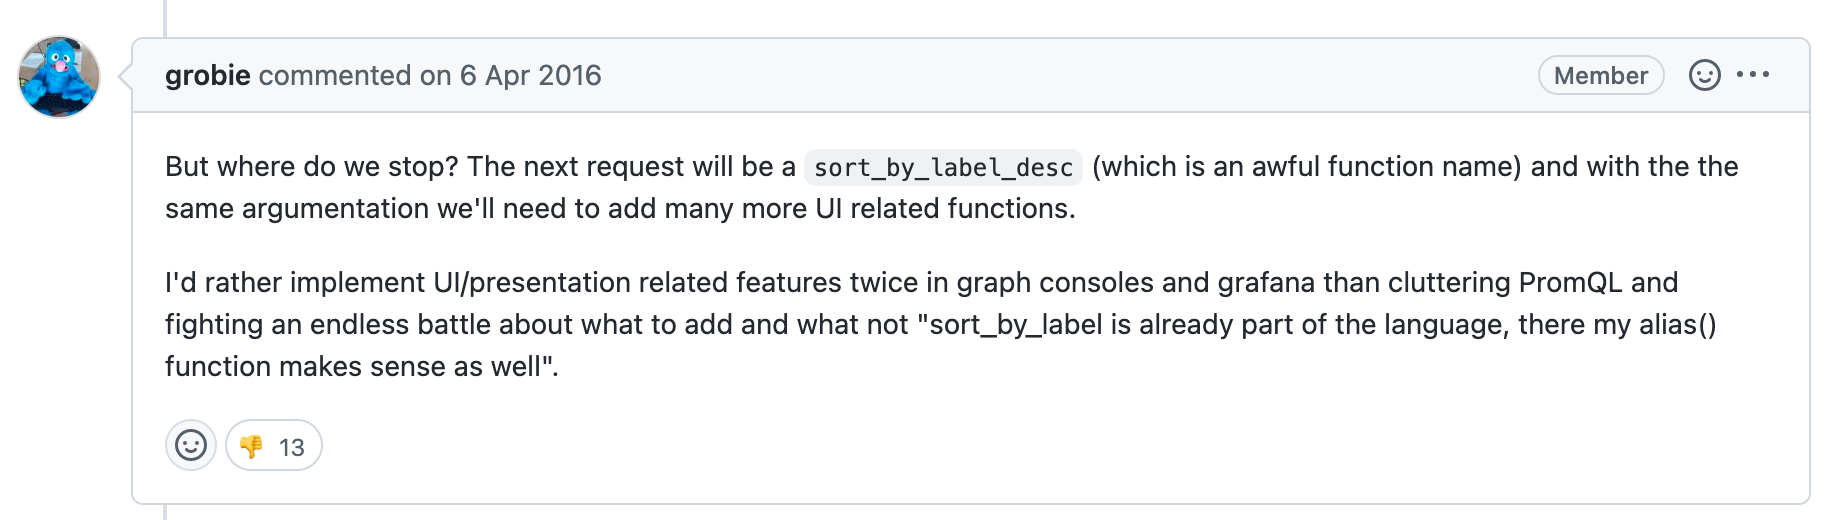 grobie commented on 6 Apr 2016
Member
But where do we stop? The next request will be a sort_by_label_desc (which is an awful function name) and with the the
same argumentation we'll need to add many more UI related functions.
I'd rather implement UI/presentation related features twice in graph consoles and grafana than cluttering PromQL and
fighting an endless battle about what to add and what not "sort_by_label is already part of the language, there my alias()
function makes sense as well".
👎 13